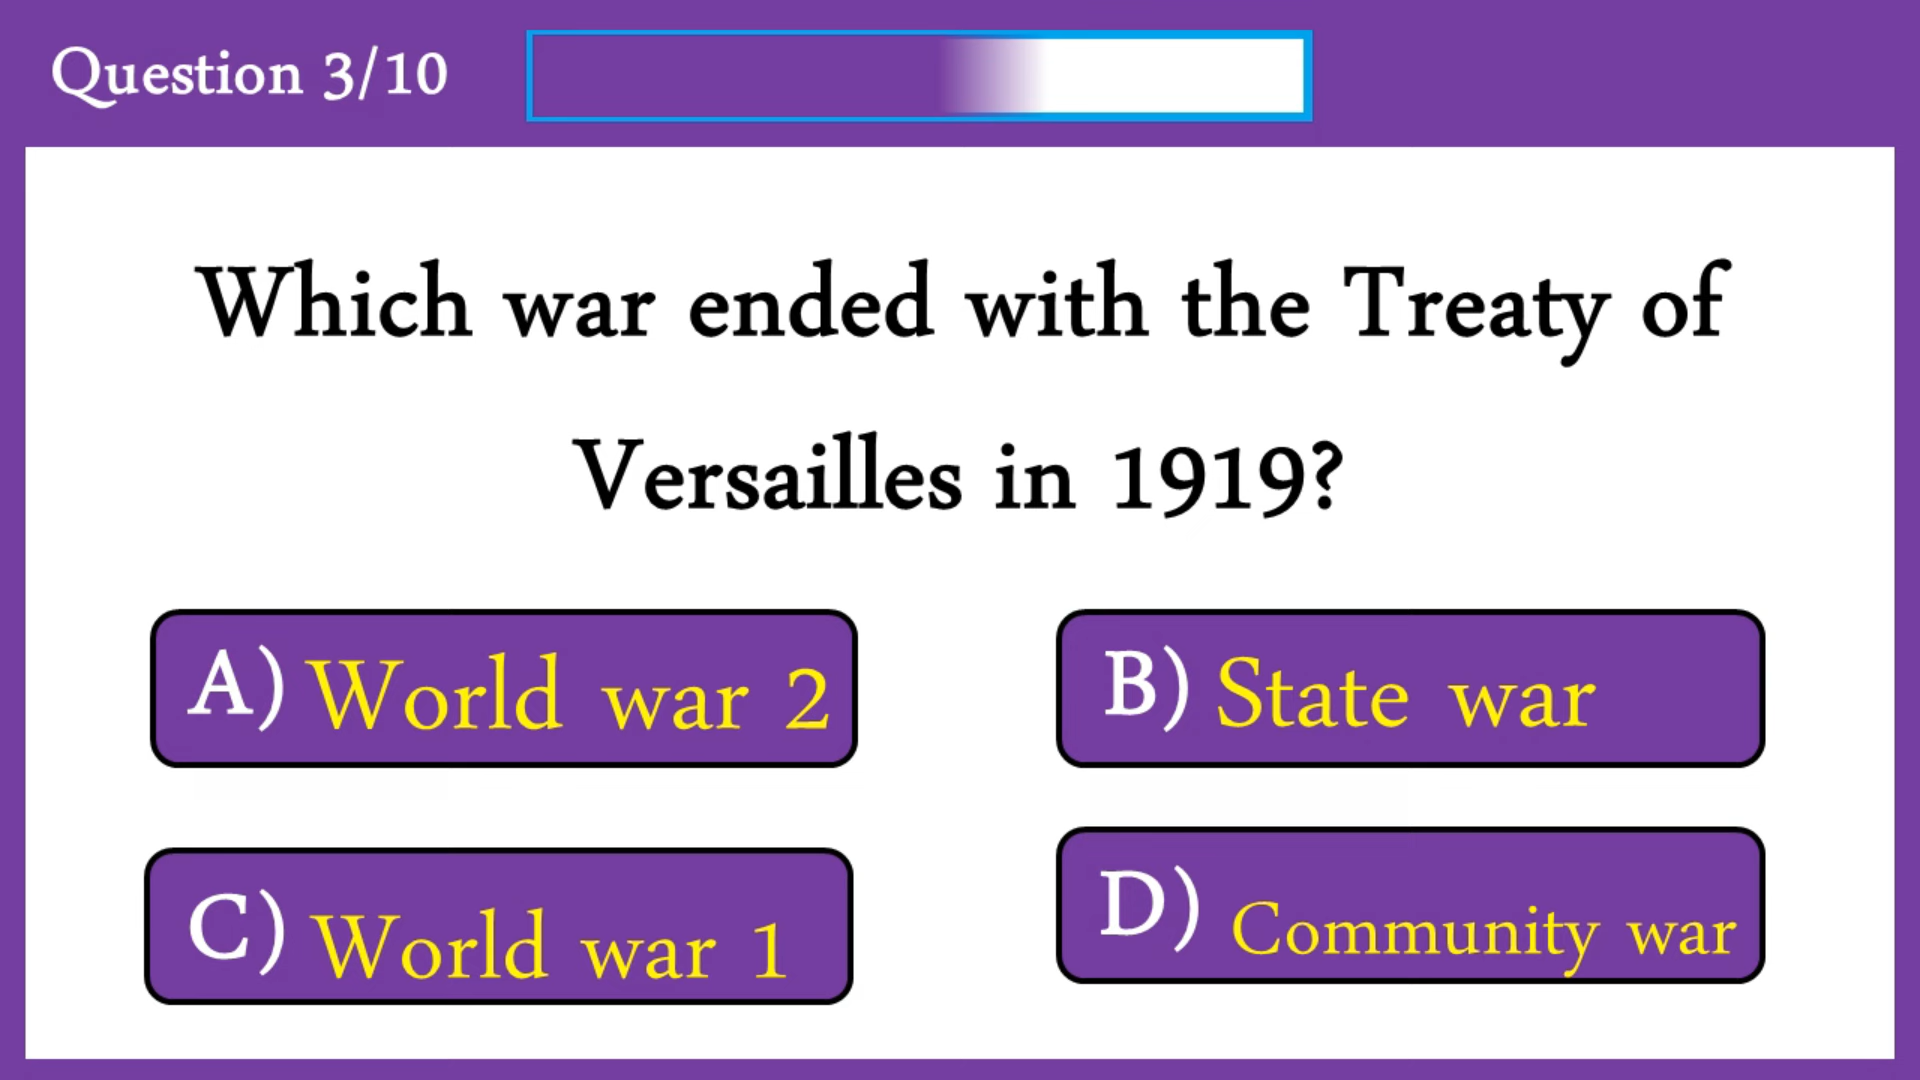 Question 3/10
Which war ended with the Treaty of
Versailles in 1919?
A) World war 2
B) State war
C) World war 1
D) Community war